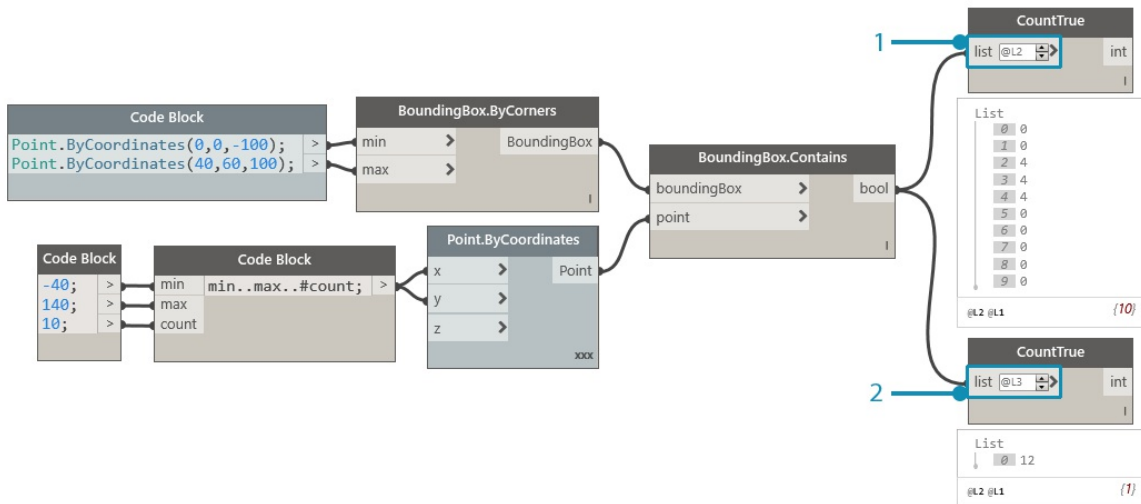 CountTrue
1
list @L2 > int
l
List
0 0
1 0
2 4
3 4
4 4
5 0
6 0
7 0
8 0
9 0
@L2 @L1 {10}
Code Block
Point.ByCoordinates(0,0,-100); >
Point.ByCoordinates(40,60,100); >
BoundingBox.ByCorners
min > BoundingBox
max >
l
BoundingBox.Contains
boundingBox > bool
point >
l
Code Block
-40; >
140; >
10; >
Code Block
min min..max..#count; >
max
count
Point.ByCoordinates
x > Point
y >
z >
xxx
CountTrue
2
list @L3 > int
l
List
0 12
@L2 @L1 {1}